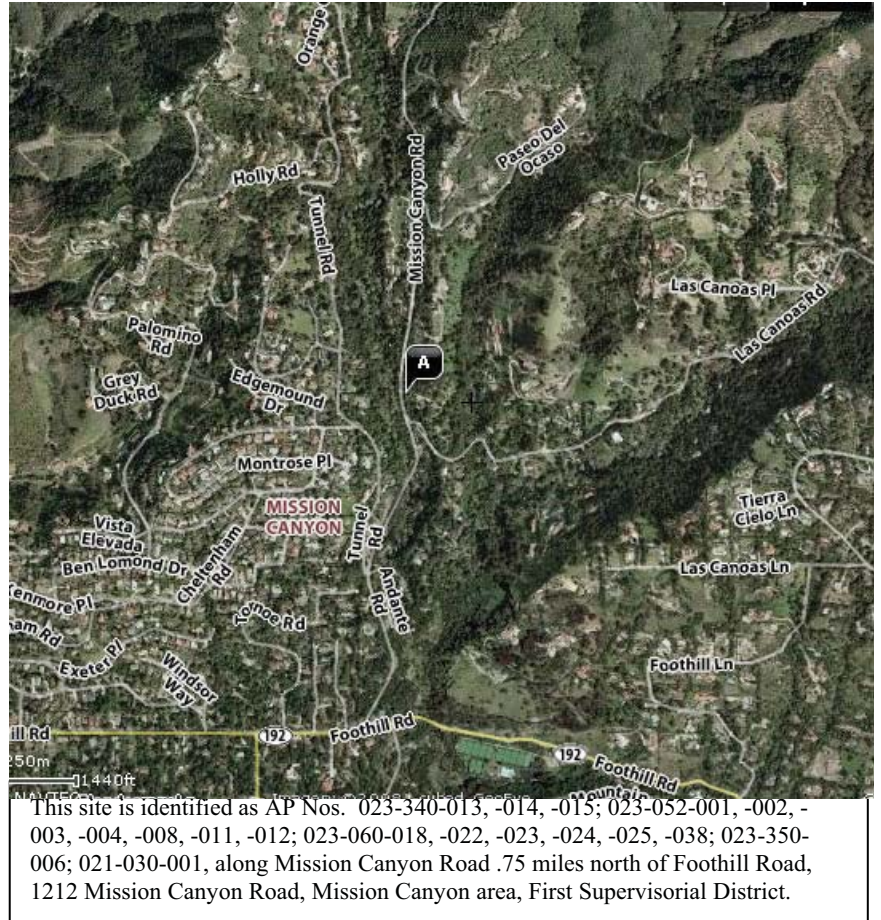 Orange
Mission Canyon Rd
Paseo Del
Ocaso
Holly Rd
Tunnel Rd
Las Canoas Pl
Las Canoas Rd
Palomino
Rd
A
Grey
Duck Rd
Edgemound
Dr
Montrose Pl
MISSION
CANYON
Tunnel
Rd
Tierra
Cielo Ln
Vista
Elevada
Ben Lomond Dr
Cheltenham
Rd
Las Canoas Ln
Andante
Rd
enmore Pl
am Rd
Exeter Pl
Windsor
Way
Foothill Ln
ill Rd
192
Foothill Rd
192
Foothill Rd
Mountain
250m
1440ft
This site is identified as AP Nos. 023-340-013, -014, -015; 023-052-001, -002, -
003, -004, -008, -011, -012; 023-060-018, -022, -023, -024, -025, -038; 023-350-
006; 021-030-001, along Mission Canyon Road .75 miles north of Foothill Road,
1212 Mission Canyon Road, Mission Canyon area, First Supervisorial District.